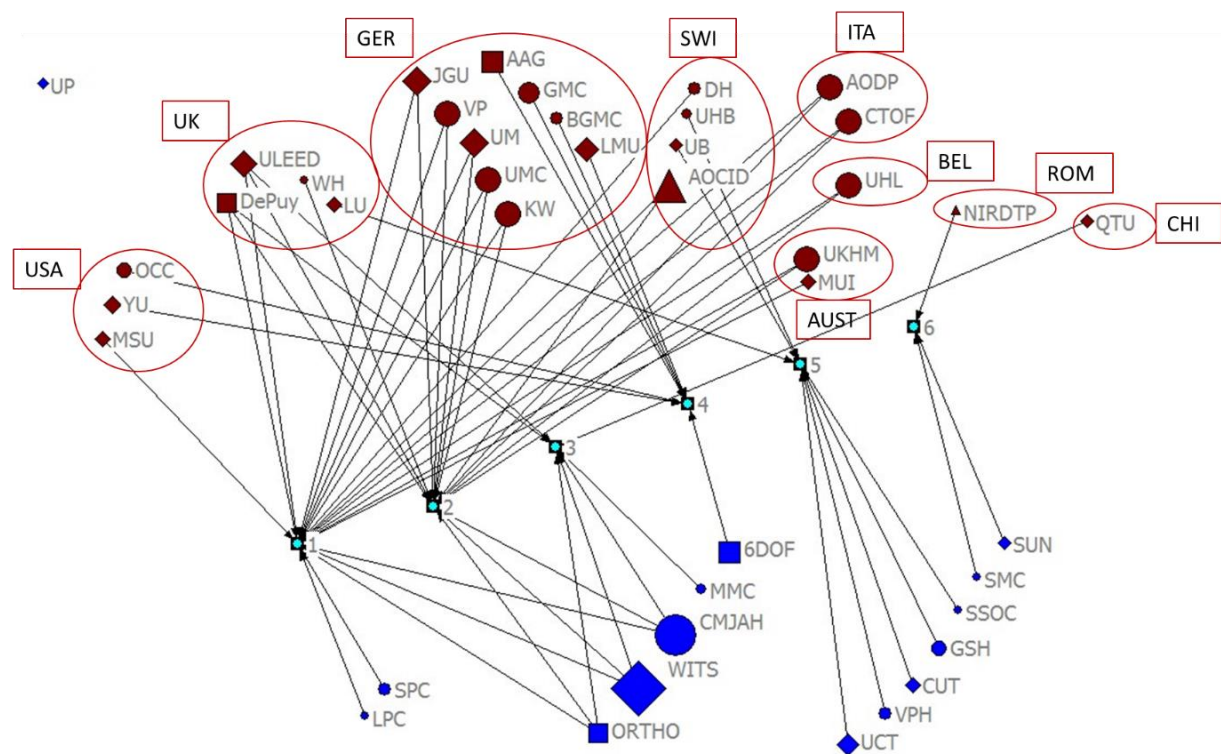 GER
SWI
ITA
AAG
JGU
GMC
DH
AODP
UP
VP
BGMC
UHB
CTOF
UK
UM
LMU
UB
ULEED
WH
UMC
AOCID
UHL
BEL
ROM
DePuy
LU
KW
NIRDTP
QTU
CHI
USA
OCC
UKHM
YU
MUI
MSU
AUST
6
5
4
3
2
1
6DOF
SUN
MMC
SMC
CMJAH
SSOC
WITS
GSH
SPC
CUT
LPC
VPH
ORTHO
UCT